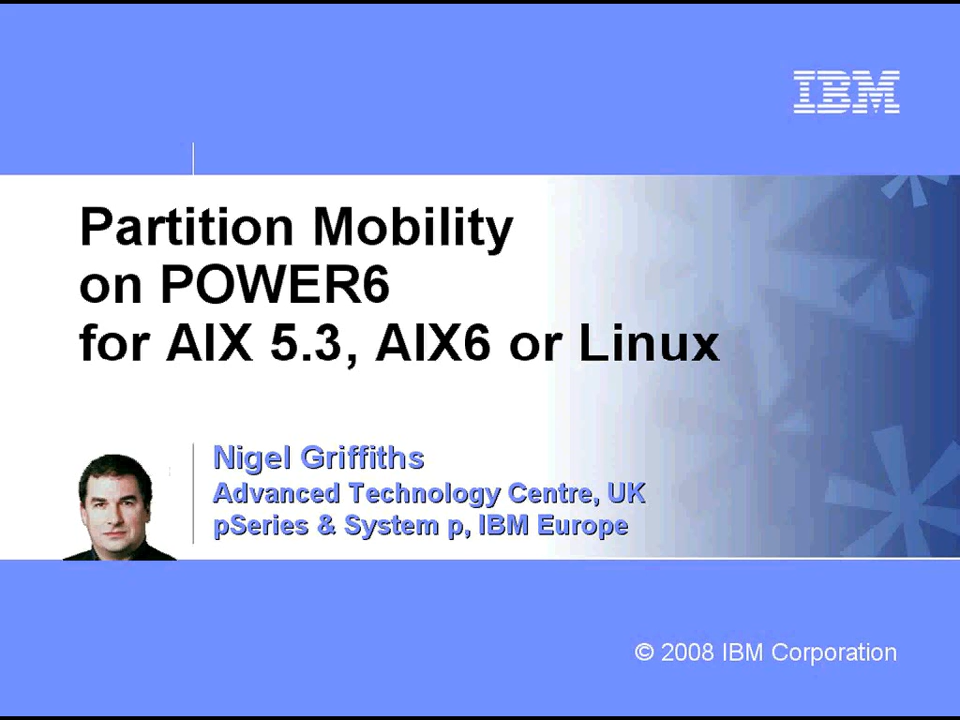 IBM
Partition Mobility
on POWER6
for AIX 5.3, AIX6 or Linux
Nigel Griffiths
Advanced Technology Centre, UK
pSeries & System p, IBM Europe
© 2008 IBM Corporation